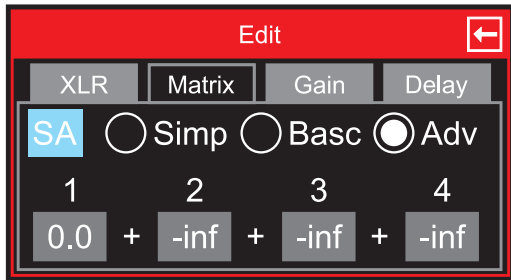 Edit
XLR Matrix Gain Delay
SA Simp Basc Adv
1 2 3 4
0.0 + -inf + -inf + -inf